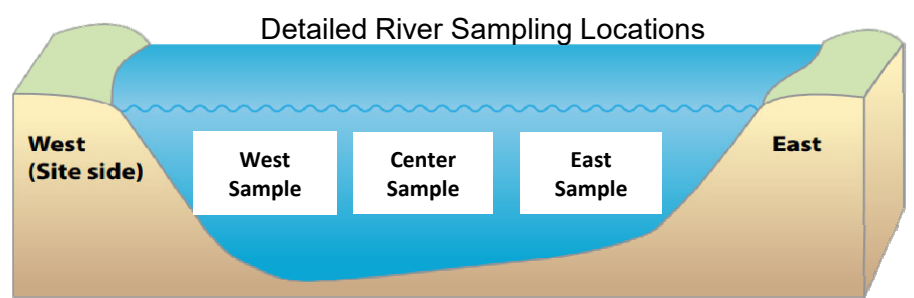 Detailed River Sampling Locations
West
(Site side)
West
Sample
Center
Sample
East
Sample
East